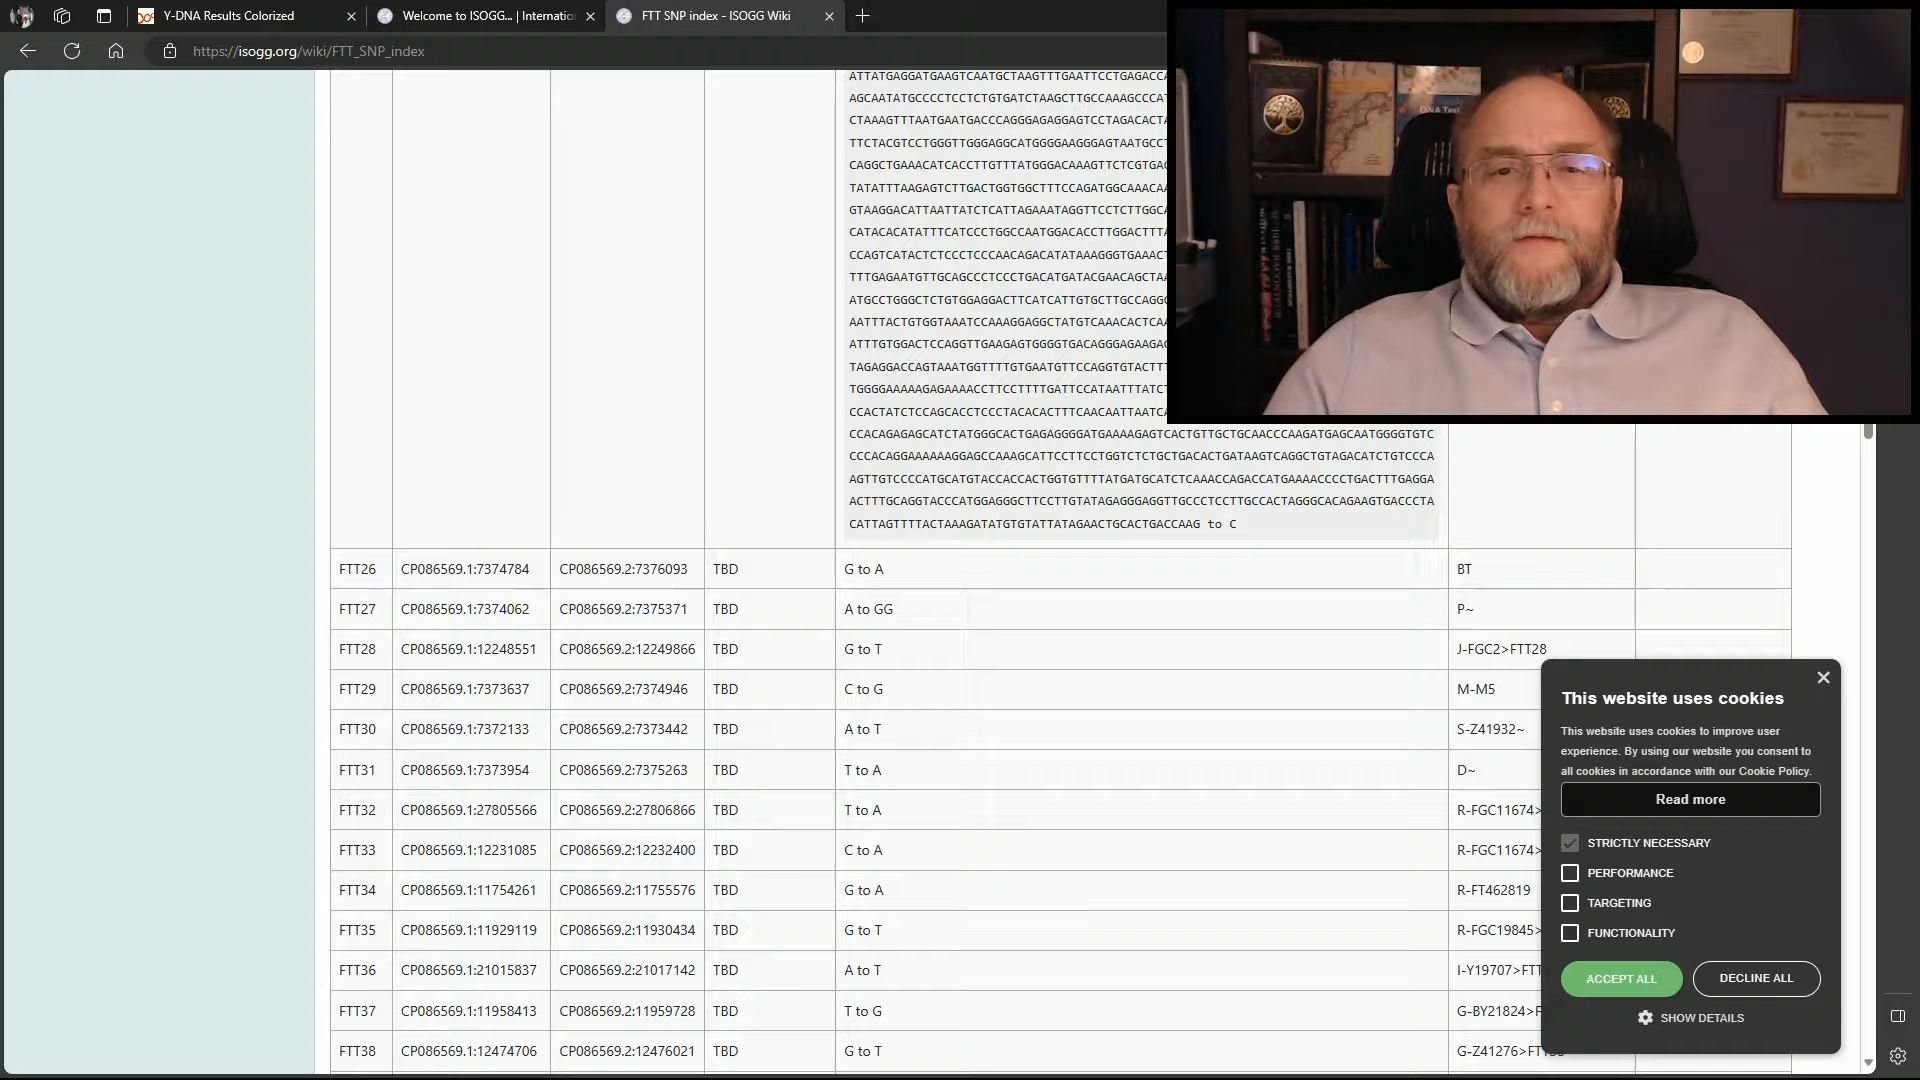 Y-DNA Results Colorized
Welcome to ISOGG... | Internatio
FTT SNP index - ISOGG Wiki
https://isogg.org/wiki/FTT_SNP_index
ATTATGAGGATGAAGTCAATGCTAAGTTTGAATTCCTGAGACCA
AGCAATATGCCCCTCCTCTGTGATCTAAGCTTGCCAAAGCCCAT
CTAAAGTTTAATGAATGACCCAGGGAGAGGAGTCCTAGACACTA
TTCTACGTCCTGGGTTGGGAGGCATGGGGAAGGGAGTAATGCCT
CAGGCTGAAACATCACCTTGTTTATGGGACAAAGTTCTCGTGAG
TATATTTAAGAGTCTTGACTGGTGGCTTTCCAGATGGCAAACAA
GTAAGGACATTAATTATCTCATTAGAAATAGGTTCCTCTTGGCA
CATACACATATTTCATCCCTGGCCAATGGACACCTTGGACTTTA
CCAGTCATACTCTCCCTCCCAACAGACATATAAAGGGTGAAACT
TTTGAGAATGTTGCAGCCCTCCCTGACATGATACGAACAGCTAA
ATGCCTGGGCTCTGTGGAGGACTTCATCATTGTGCTTGCCAGGG
AATTTACTGTGGTAAATCCAAAGGAGGCTATGTCAAACACTCAA
ATTTGTGGACTCCAGGTTGAAGAGTGGGGTGACAGGGAGAAGAG
TAGAGGACCAGTAAATGGTTTTGTGAATGTTCCAGGTGTACTTT
TGGGGAAAAAGAGAAAACCTTCCTTTTGATTCCATAATTTATCT
CCACTATCTCCAGCACCTCCCTACACACTTTCAACAATTAATCA
CCACAGAGAGCATCTATGGGCACTGAGAGGGGATGAAAAGAGTCACTGTTGCTGCAACCCAAGATGAGCAATGGGGTGTC
CCCACAGGAAAAAAGGAGCCAAAGCATTCCTTCCTGGTCTCTGCTGACACTGATAAGTCAGGCTGTAGACATCTGTCCCA
AGTTGTCCCCATGCATGTACCACCACTGGTGTTTTATGATGCATCTCAAACCAGACCATGAAAACCCCTGACTTTGAGGA
ACTTTGCAGGTACCCATGGAGGGCTTCCTTGTATAGAGGGAGGTTGCCCTCCTTGCCACTAGGGCACAGAAGTGACCCTA
CATTAGTTTTACTAAAGATATGTGTATTATAGAACTGCACTGACCAAG to C
FTT26 CP086569.1:7374784 CP086569.2:7376093 TBD G to A BT
FTT27 CP086569.1:7374062 CP086569.2:7375371 TBD A to GG P~
FTT28 CP086569.1:12248551 CP086569.2:12249866 TBD G to T J-FGC2>FTT28
FTT29 CP086569.1:7373637 CP086569.2:7374946 TBD C to G M-M5
FTT30 CP086569.1:7372133 CP086569.2:7373442 TBD A to T S-Z41932~
FTT31 CP086569.1:7373954 CP086569.2:7375263 TBD T to A D~
FTT32 CP086569.1:27805566 CP086569.2:27806866 TBD T to A R-FGC11674>
FTT33 CP086569.1:12231085 CP086569.2:12232400 TBD C to A R-FGC11674>
FTT34 CP086569.1:11754261 CP086569.2:11755576 TBD G to A R-FT462819
FTT35 CP086569.1:11929119 CP086569.2:11930434 TBD G to T R-FGC19845>
FTT36 CP086569.1:21015837 CP086569.2:21017142 TBD A to T I-Y19707>FTT
FTT37 CP086569.1:11958413 CP086569.2:11959728 TBD T to G G-BY21824>F
FTT38 CP086569.1:12474706 CP086569.2:12476021 TBD G to T G-Z41276>FTT38
This website uses cookies
This website uses cookies to improve user
experience. By using our website you consent to
all cookies in accordance with our Cookie Policy.
Read more
STRICTLY NECESSARY
PERFORMANCE
TARGETING
FUNCTIONALITY
ACCEPT ALL
DECLINE ALL
SHOW DETAILS